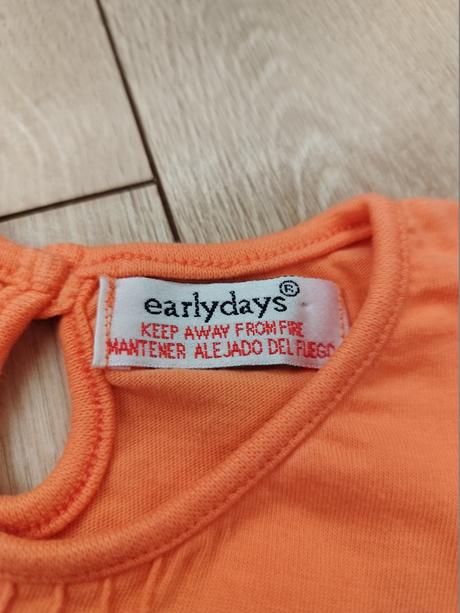 earlydays®
KEEP AWAY FROM FIRE
MANTENER ALEJADO DEL FUEGO